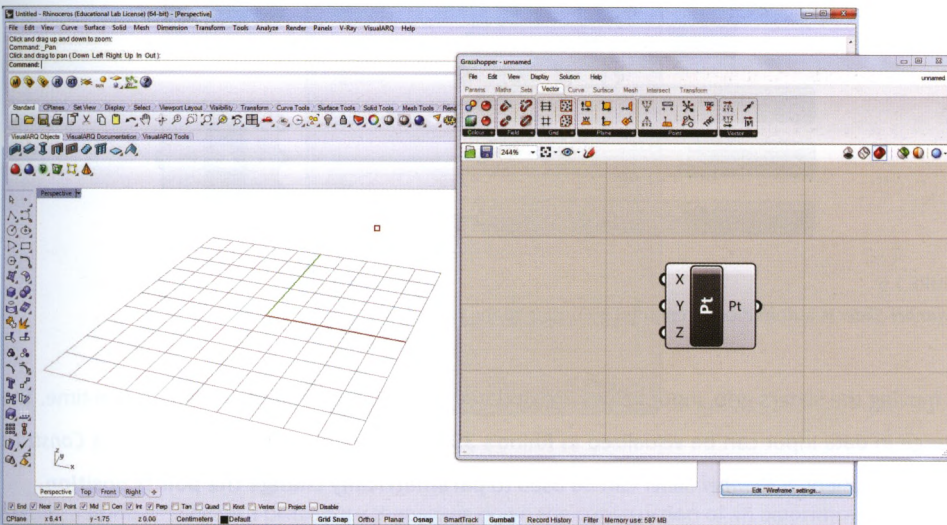 Untitled - Rhinoceros (Educational Lab License) (64-bit) - [Perspective]
File Edit View Curve Surface Solid Mesh Dimension Transform Tools Analyze Render Panels V-Ray VisualARQ Help
Click and drag up and down to zoom:
Command: _Pan
Click and drag to pan ( Down Left Right Up In Out ):
Command:
Standard CPlanes Set View Display Select Viewport Layout Visibility Transform Curve Tools Surface Tools Solid Tools Mesh Tools Rend
VisualARQ Objects VisualARQ Documentation VisualARQ Tools
Perspective
z
y
x
Grasshopper - unnamed
File Edit View Display Solution Help unnamed
Params Maths Sets Vector Curve Surface Mesh Intersect Transform
Colour Field Grid Plane Point Vector
244%
X
Y
Z
Pt
Pt
Perspective Top Front Right
Edit "Wireframe" settings...
End Near Point Mid Cen Int Perp Tan Quad Knot Vertex Project Disable
CPlane x 6.41 y -1.75 z 0.00 Centimeters Default Grid Snap Ortho Planar Osnap SmartTrack Gumball Record History Filter Memory use: 587 MB